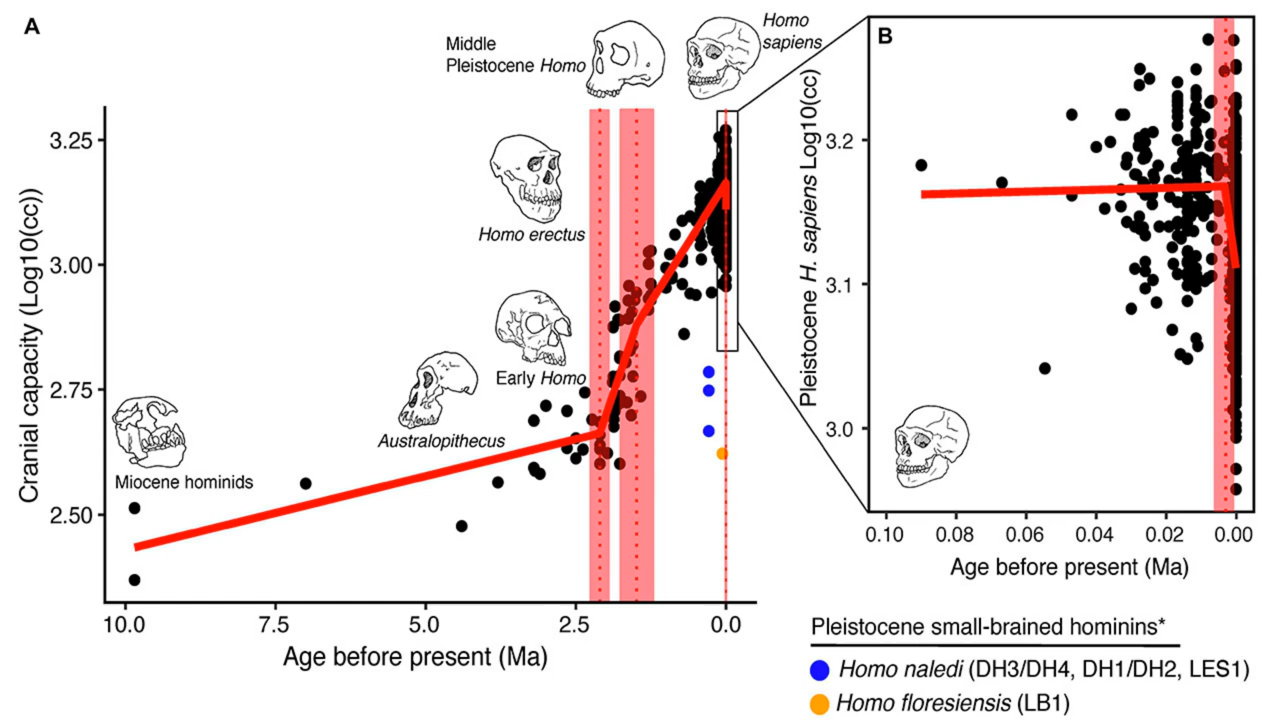 A
Middle
Pleistocene Homo
Homo
sapiens
Homo erectus
Early Homo
Australopithecus
Miocene hominids
Cranial capacity (Log10(cc))
3.25
3.00
2.75
2.50
10.0 7.5 5.0 2.5 0.0
Age before present (Ma)
B
Pleistocene H. sapiens Log10(cc)
3.2
3.1
3.0
0.10 0.08 0.06 0.04 0.02 0.00
Age before present (Ma)
Pleistocene small-brained hominins*
Homo naledi (DH3/DH4, DH1/DH2, LES1)
Homo floresiensis (LB1)